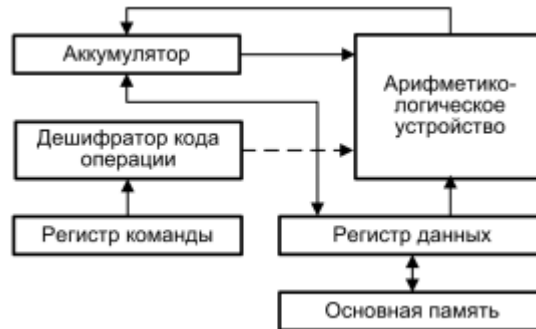 Аккумулятор
Арифметико-
логическое
устройство
Дешифратор кода
операции
Регистр команды
Регистр данных
Основная память